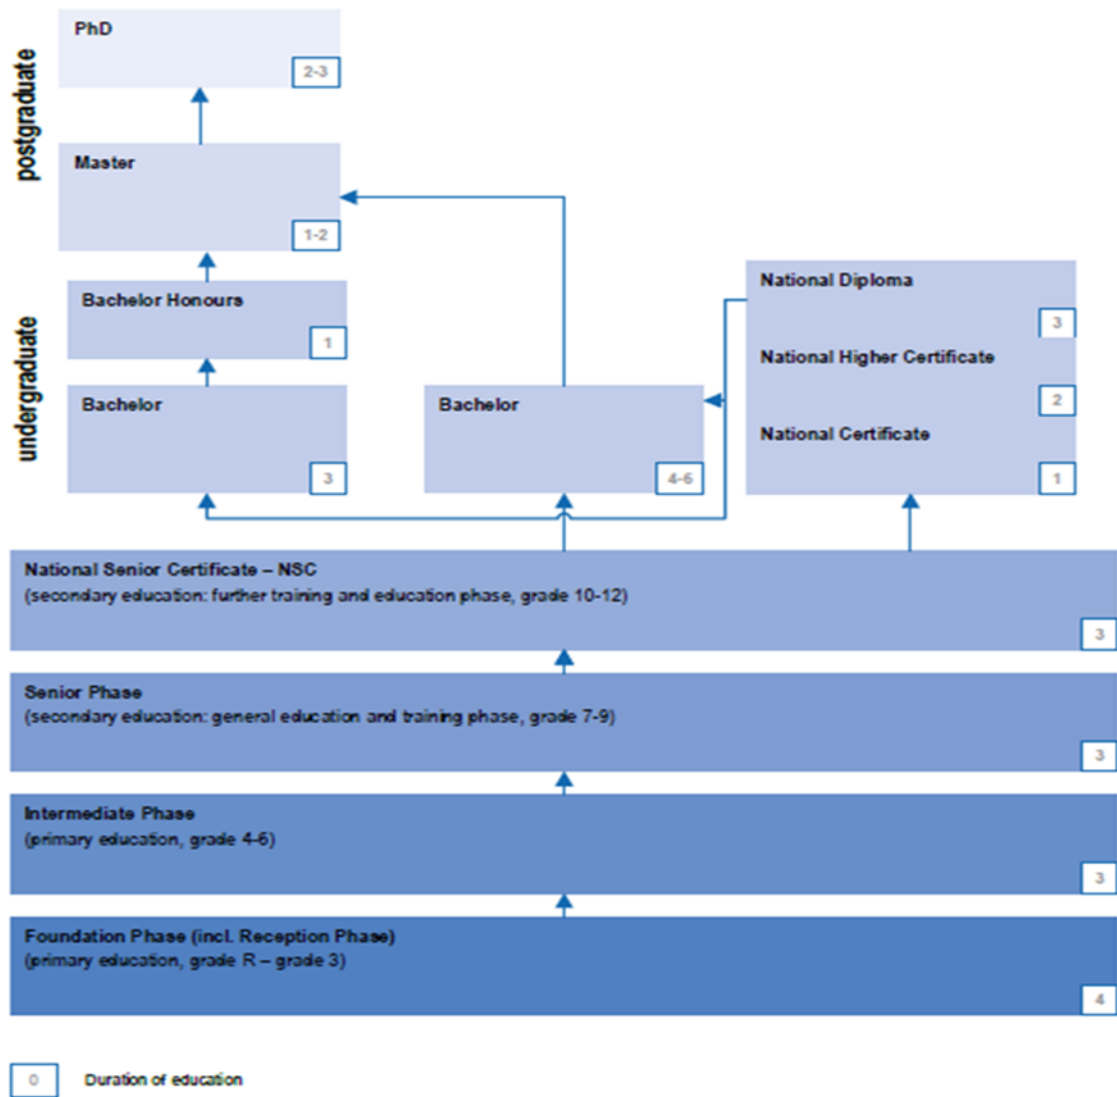 postgraduate
PhD
2-3
Master
1-2
undergraduate
Bachelor Honours
1
Bachelor
3
Bachelor
4-6
National Diploma
3
National Higher Certificate
2
National Certificate
1
National Senior Certificate – NSC
(secondary education: further training and education phase, grade 10-12)
3
Senior Phase
(secondary education: general education and training phase, grade 7-9)
3
Intermediate Phase
(primary education, grade 4-6)
3
Foundation Phase (incl. Reception Phase)
(primary education, grade R – grade 3)
4
0 Duration of education